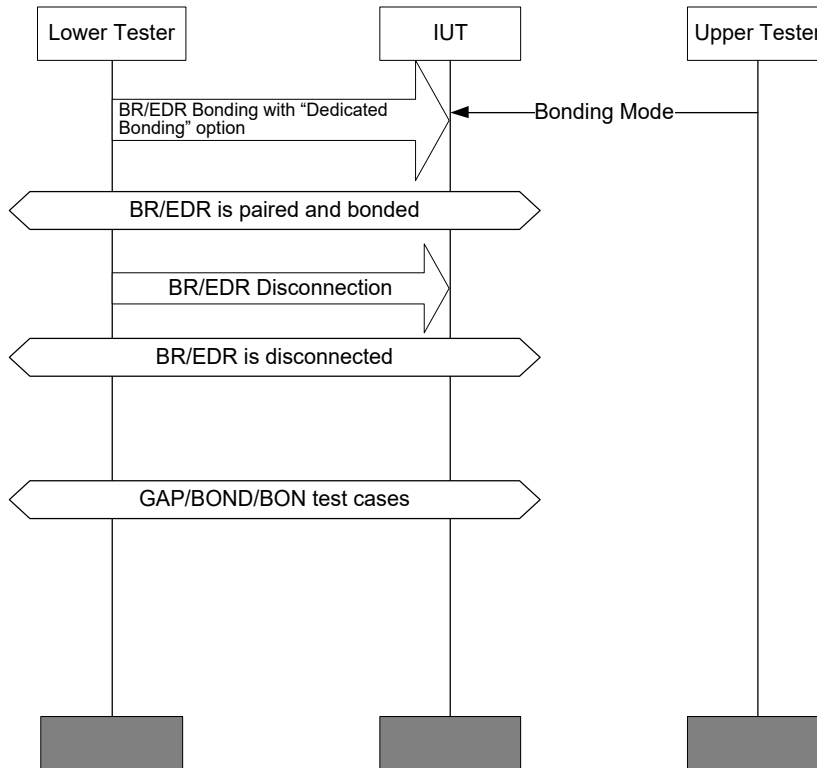 Lower Tester
IUT
Upper Tester
BR/EDR Bonding with “Dedicated
Bonding” option
Bonding Mode
BR/EDR is paired and bonded
BR/EDR Disconnection
BR/EDR is disconnected
GAP/BOND/BON test cases